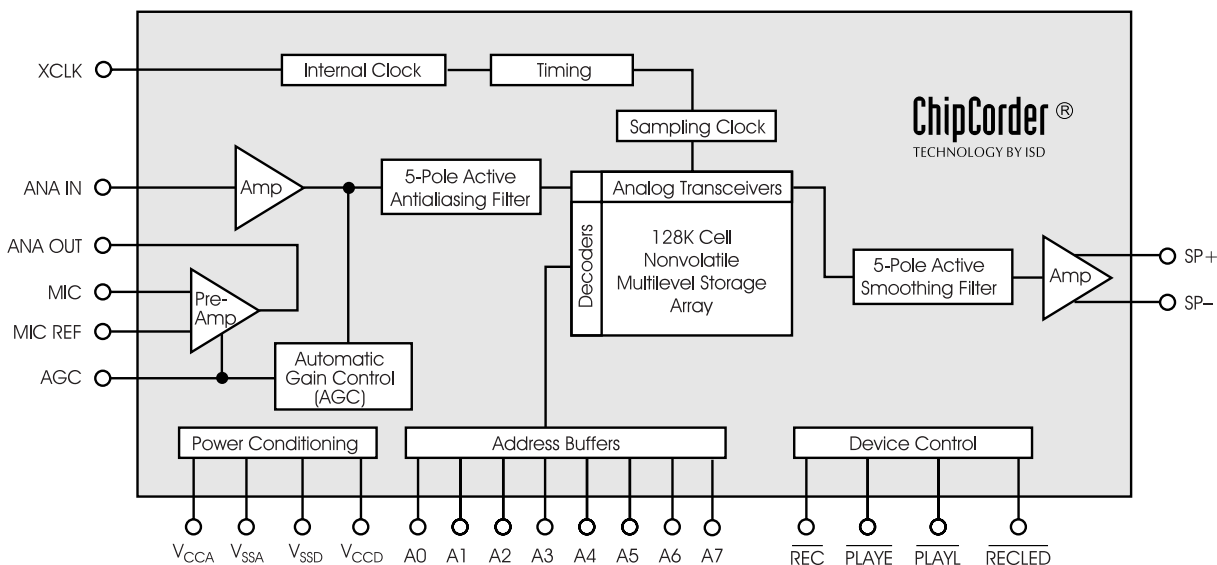 XCLK
Internal Clock
Timing
Sampling Clock
ChipCorder ®
TECHNOLOGY BY ISD
ANA IN
Amp
5-Pole Active
Antialiasing Filter
Analog Transceivers
Decoders
128K Cell
Nonvolatile
Multilevel Storage
Array
5-Pole Active
Smoothing Filter
Amp
SP+
SP–
ANA OUT
MIC
MIC REF
Pre-
Amp
AGC
Automatic
Gain Control
(AGC)
Power Conditioning
Address Buffers
Device Control
VCCA
VSSA
VSSD
VCCD
A0
A1
A2
A3
A4
A5
A6
A7
REC
PLAYE
PLAYL
RECLED